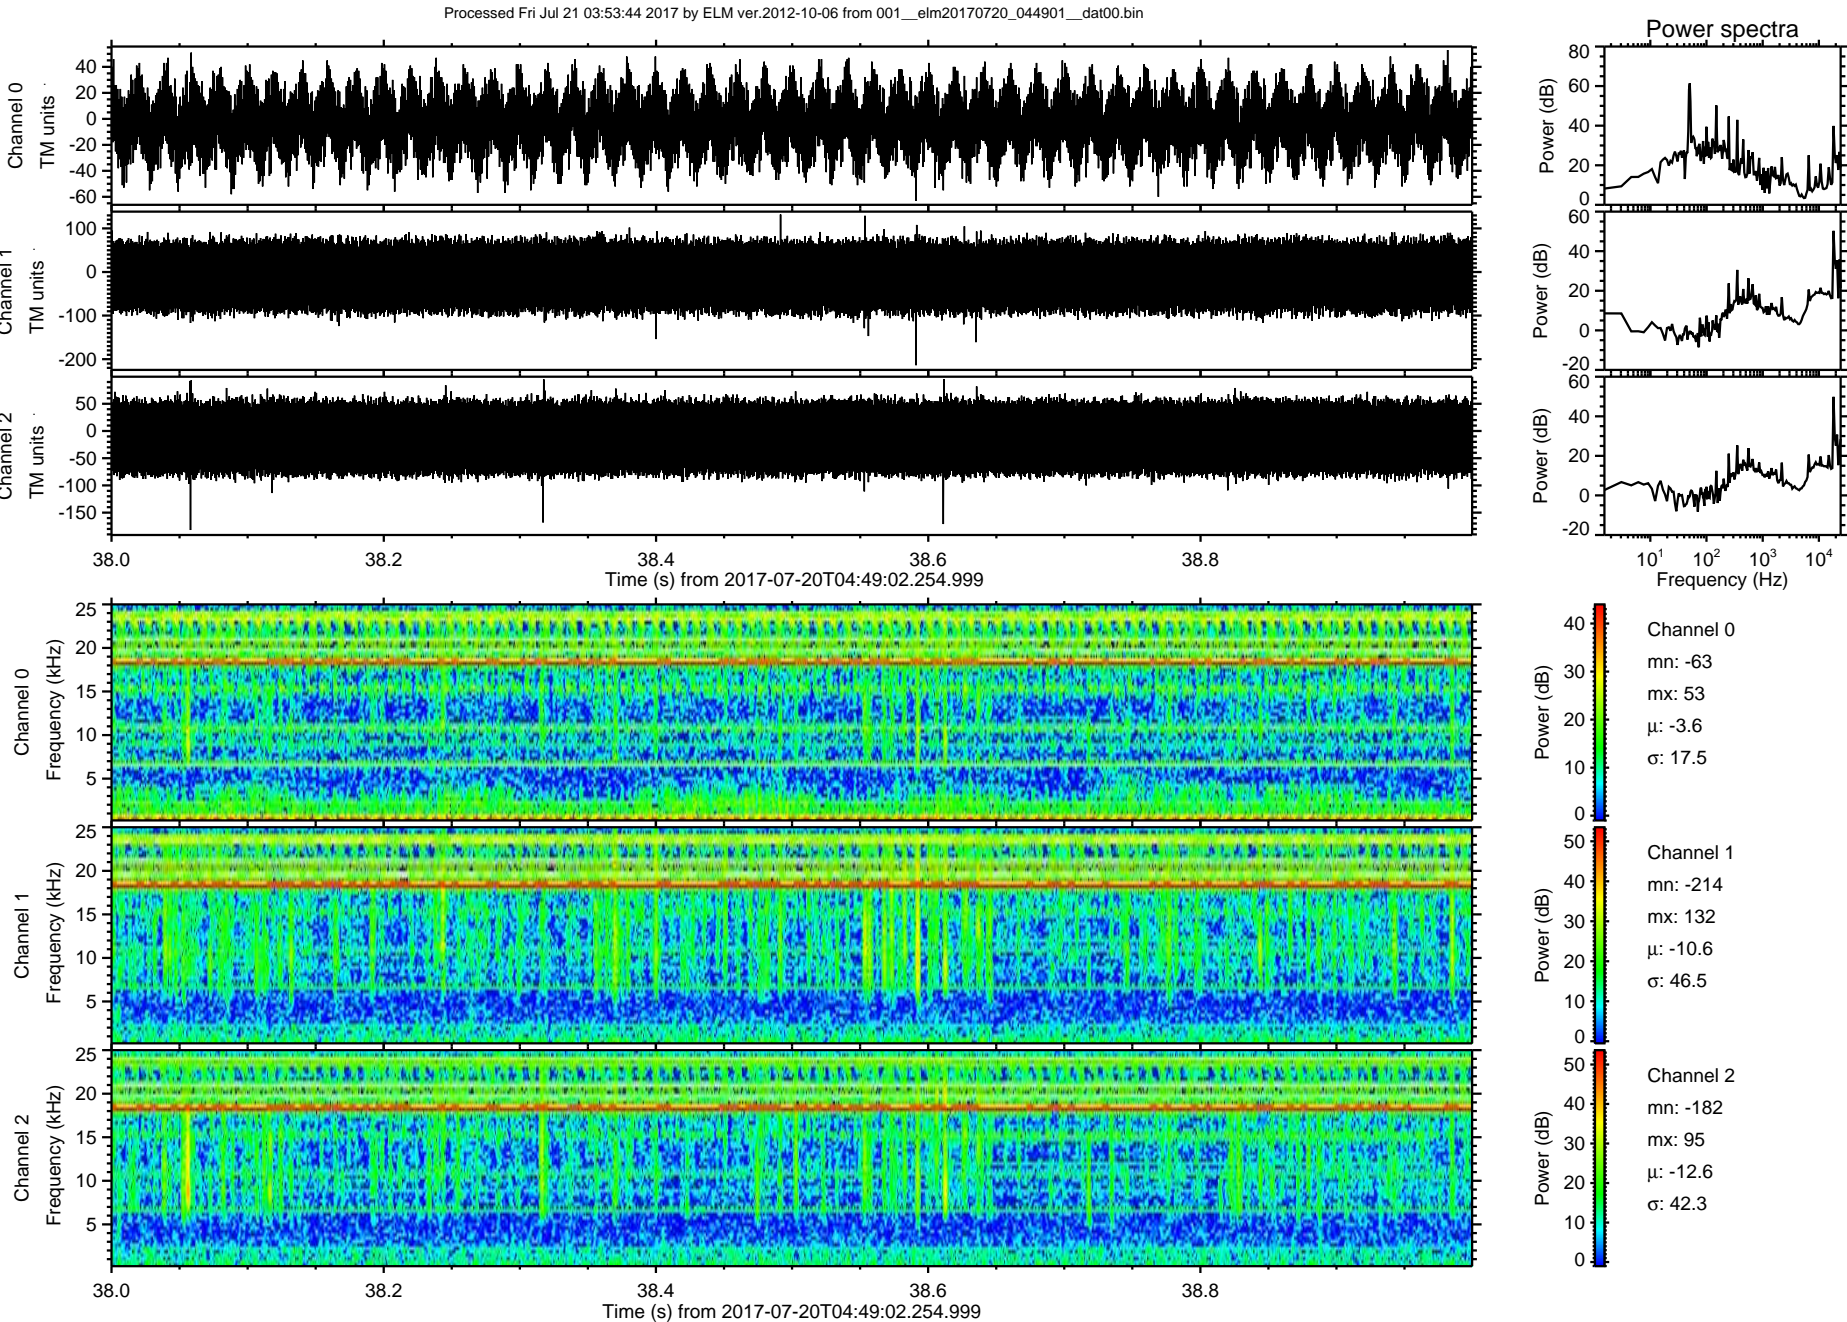 Processed Fri Jul 21 03:53:44 2017 by ELM ver.2012-10-06 from 001__elm20170720_044901__dat00.bin
Power spectra
Channel 0
TM units
40
20
0
-20
-40
-60
Power (dB)
80
60
40
20
0
Channel 1
TM units
100
0
-100
-200
Power (dB)
60
40
20
0
-20
Channel 2
TM units
50
0
-50
-100
-150
Power (dB)
60
40
20
0
-20
38.0 38.2 38.4 38.6 38.8
Time (s) from 2017-07-20T04:49:02.254.999
10^1 10^2 10^3 10^4
Frequency (Hz)
Channel 0
Frequency (kHz)
25
20
15
10
5
Power (dB)
40
30
20
10
0
Channel 0
mn: -63
mx: 53
μ: -3.6
σ: 17.5
Channel 1
Frequency (kHz)
25
20
15
10
5
Power (dB)
50
40
30
20
10
0
Channel 1
mn: -214
mx: 132
μ: -10.6
σ: 46.5
Channel 2
Frequency (kHz)
25
20
15
10
5
Power (dB)
50
40
30
20
10
0
Channel 2
mn: -182
mx: 95
μ: -12.6
σ: 42.3
38.0 38.2 38.4 38.6 38.8
Time (s) from 2017-07-20T04:49:02.254.999